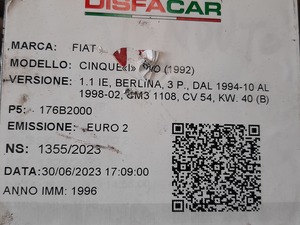 DISFACAR
MARCA: FIAT
MODELLO: (1992)
VERSIONE: 1.1 IE, BERLINA, 3 P., DAL 1994-10 AL
1998-02, CM3 1108, CV 54, KW. 40 (B)
P5: 176B2000
EMISSIONE: EURO 2
NS: 1355/2023
DATA:30/06/2023 17:09:00
ANNO IMM: 1996